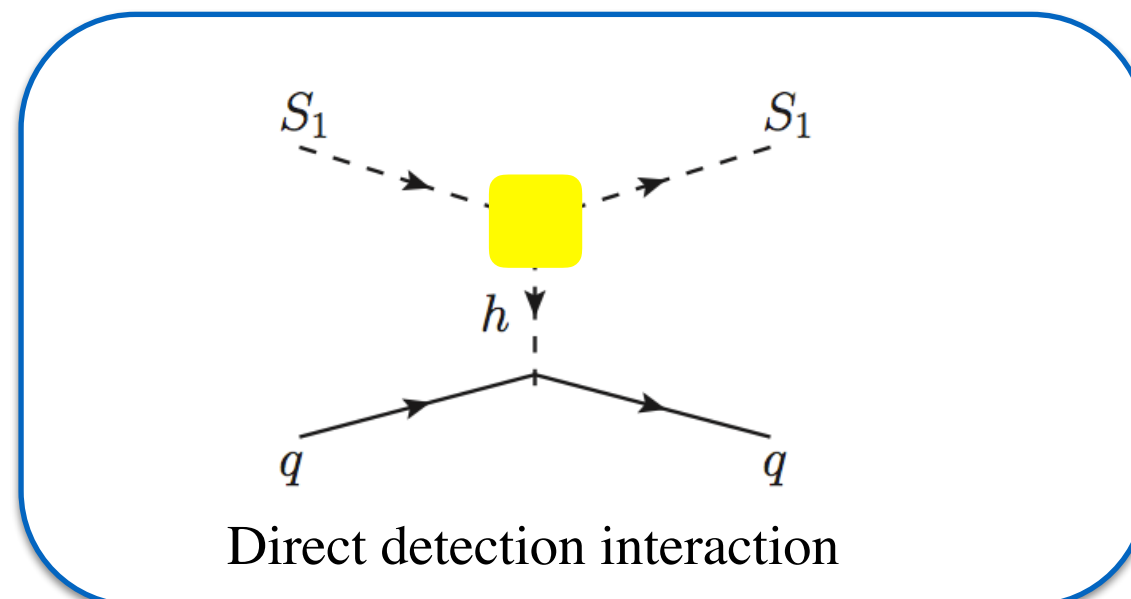 S₁ S₁
h
q q
Direct detection interaction